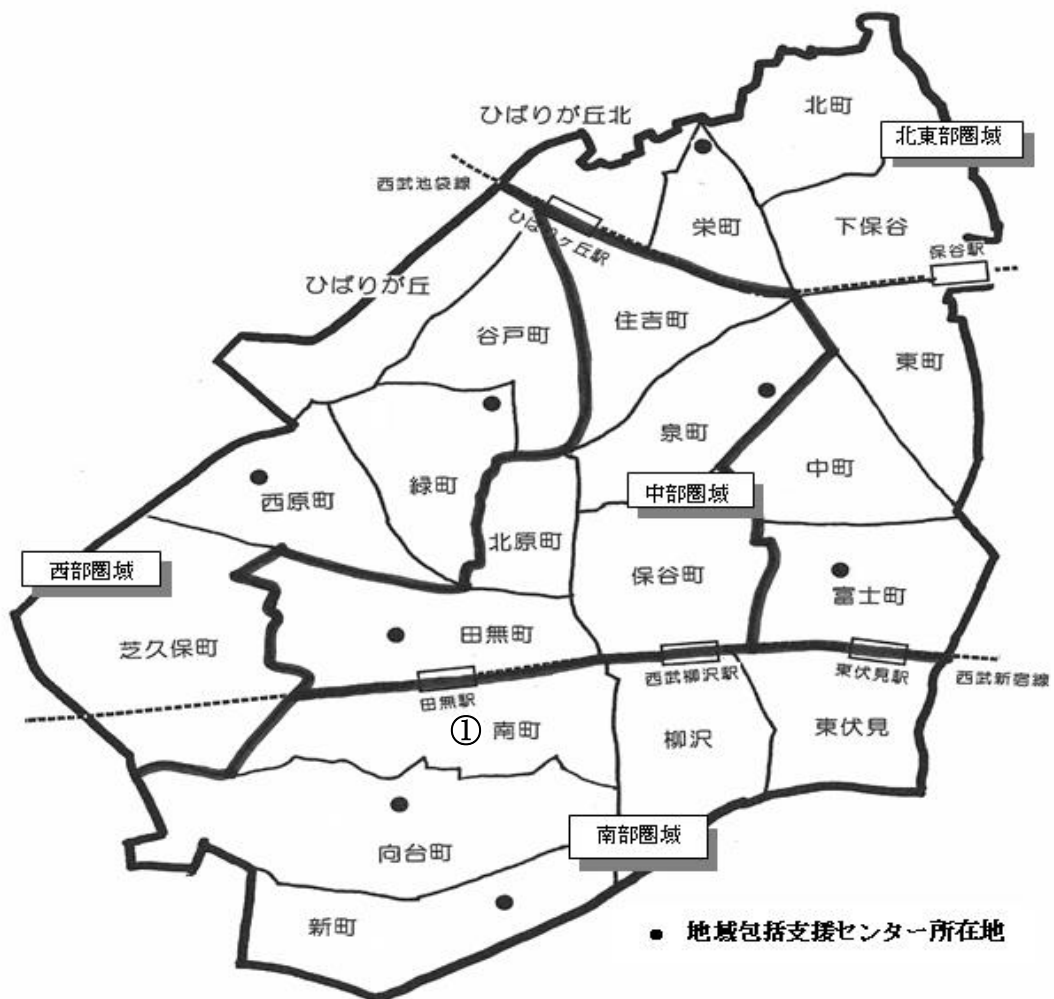 北町
ひばりが丘北
北東部圏域
西武池袋線
栄町
下保谷
ひばりヶ丘駅
保谷駅
ひばりが丘
谷戸町
住吉町
東町
泉町
中町
緑町
西原町
中部圏域
北原町
保谷町
西部圏域
富士町
芝久保町
田無町
西武柳沢駅
東伏見駅
西武新宿線
田無駅
① 南町
柳沢
東伏見
南部圏域
向台町
新町
● 地域包括支援センター所在地